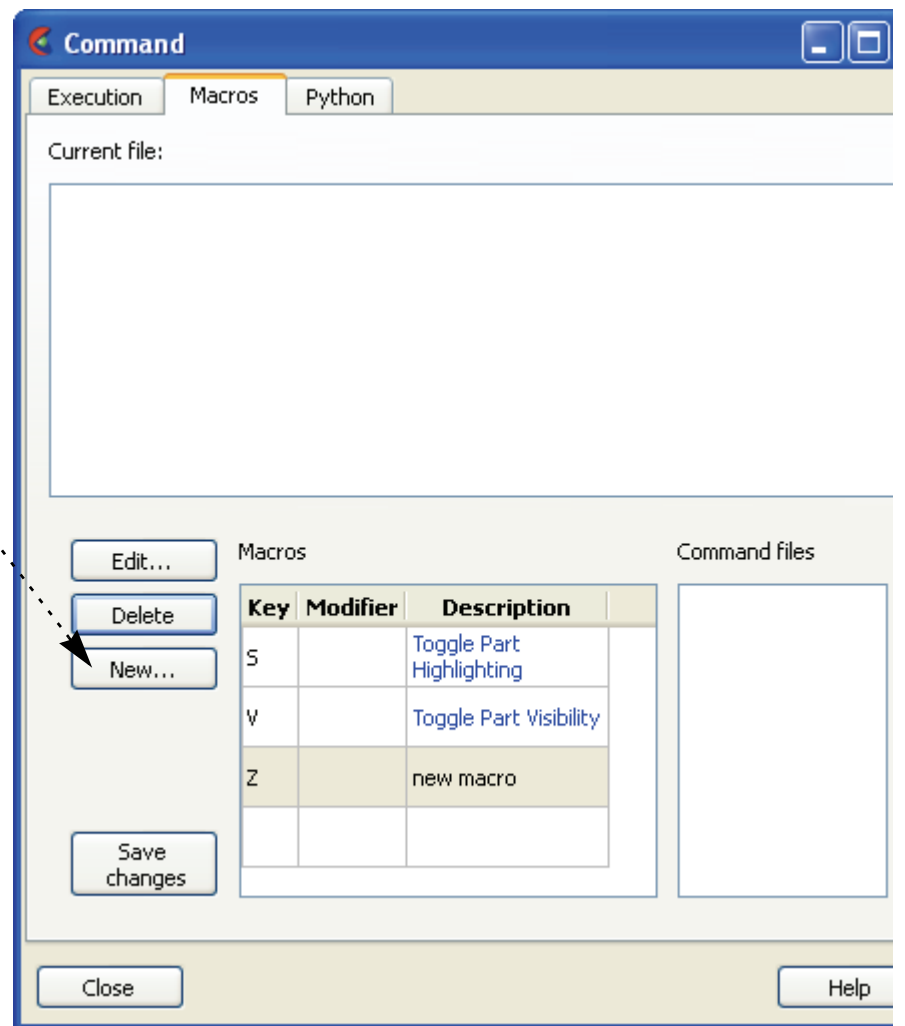 Command
Execution Macros Python
Current file:
Edit...
Delete
New...
Save
changes
Macros
Key Modifier Description
S Toggle Part
Highlighting
V Toggle Part Visibility
Z new macro
Command files
Close
Help